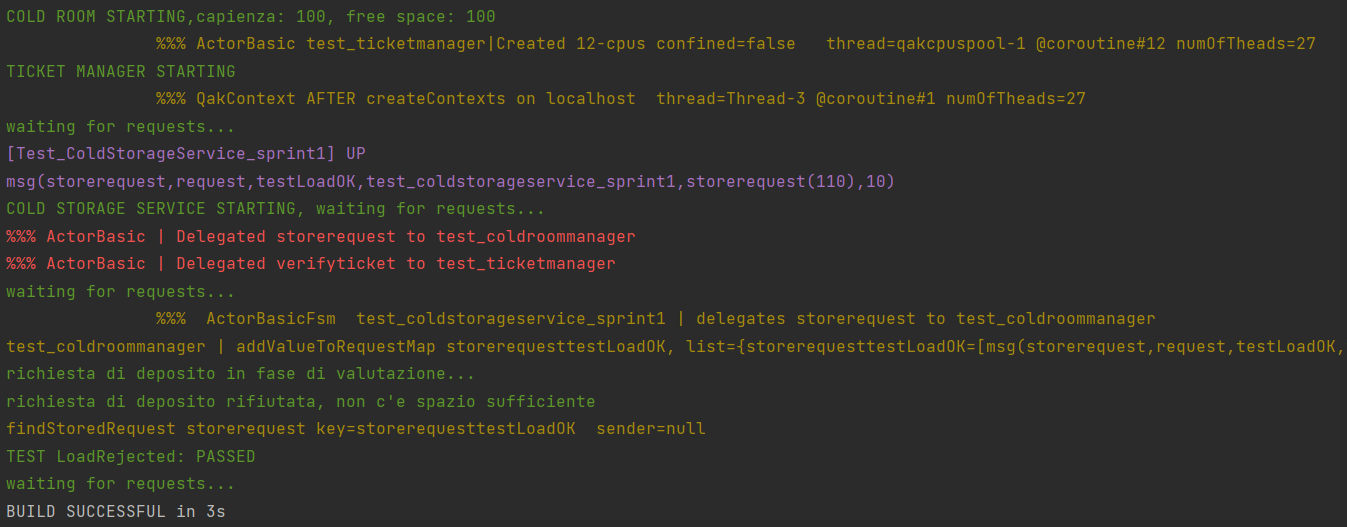 COLD ROOM STARTING,capienza: 100, free space: 100
%%% ActorBasic test_ticketmanager|Created 12-cpus confined=false   thread=qakcpuspool-1 @coroutine#12 numOfTheads=27
TICKET MANAGER STARTING
%%% QakContext AFTER createContexts on localhost  thread=Thread-3 @coroutine#1 numOfTheads=27
waiting for requests...
[Test_ColdStorageService_sprint1] UP
msg(storerequest,request,testLoadOK,test_coldstorageservice_sprint1,storerequest(110),10)
COLD STORAGE SERVICE STARTING, waiting for requests...
%%% ActorBasic | Delegated storerequest to test_coldroommanager
%%% ActorBasic | Delegated verifyticket to test_ticketmanager
waiting for requests...
%%%  ActorBasicFsm  test_coldstorageservice_sprint1 | delegates storerequest to test_coldroommanager
test_coldroommanager | addValueToRequestMap storerequesttestLoadOK, list={storerequesttestLoadOK=[msg(storerequest,request,testLoadOK,
richiesta di deposito in fase di valutazione...
richiesta di deposito rifiutata, non c'e spazio sufficiente
findStoredRequest storerequest key=storerequesttestLoadOK  sender=null
TEST LoadRejected: PASSED
waiting for requests...
BUILD SUCCESSFUL in 3s